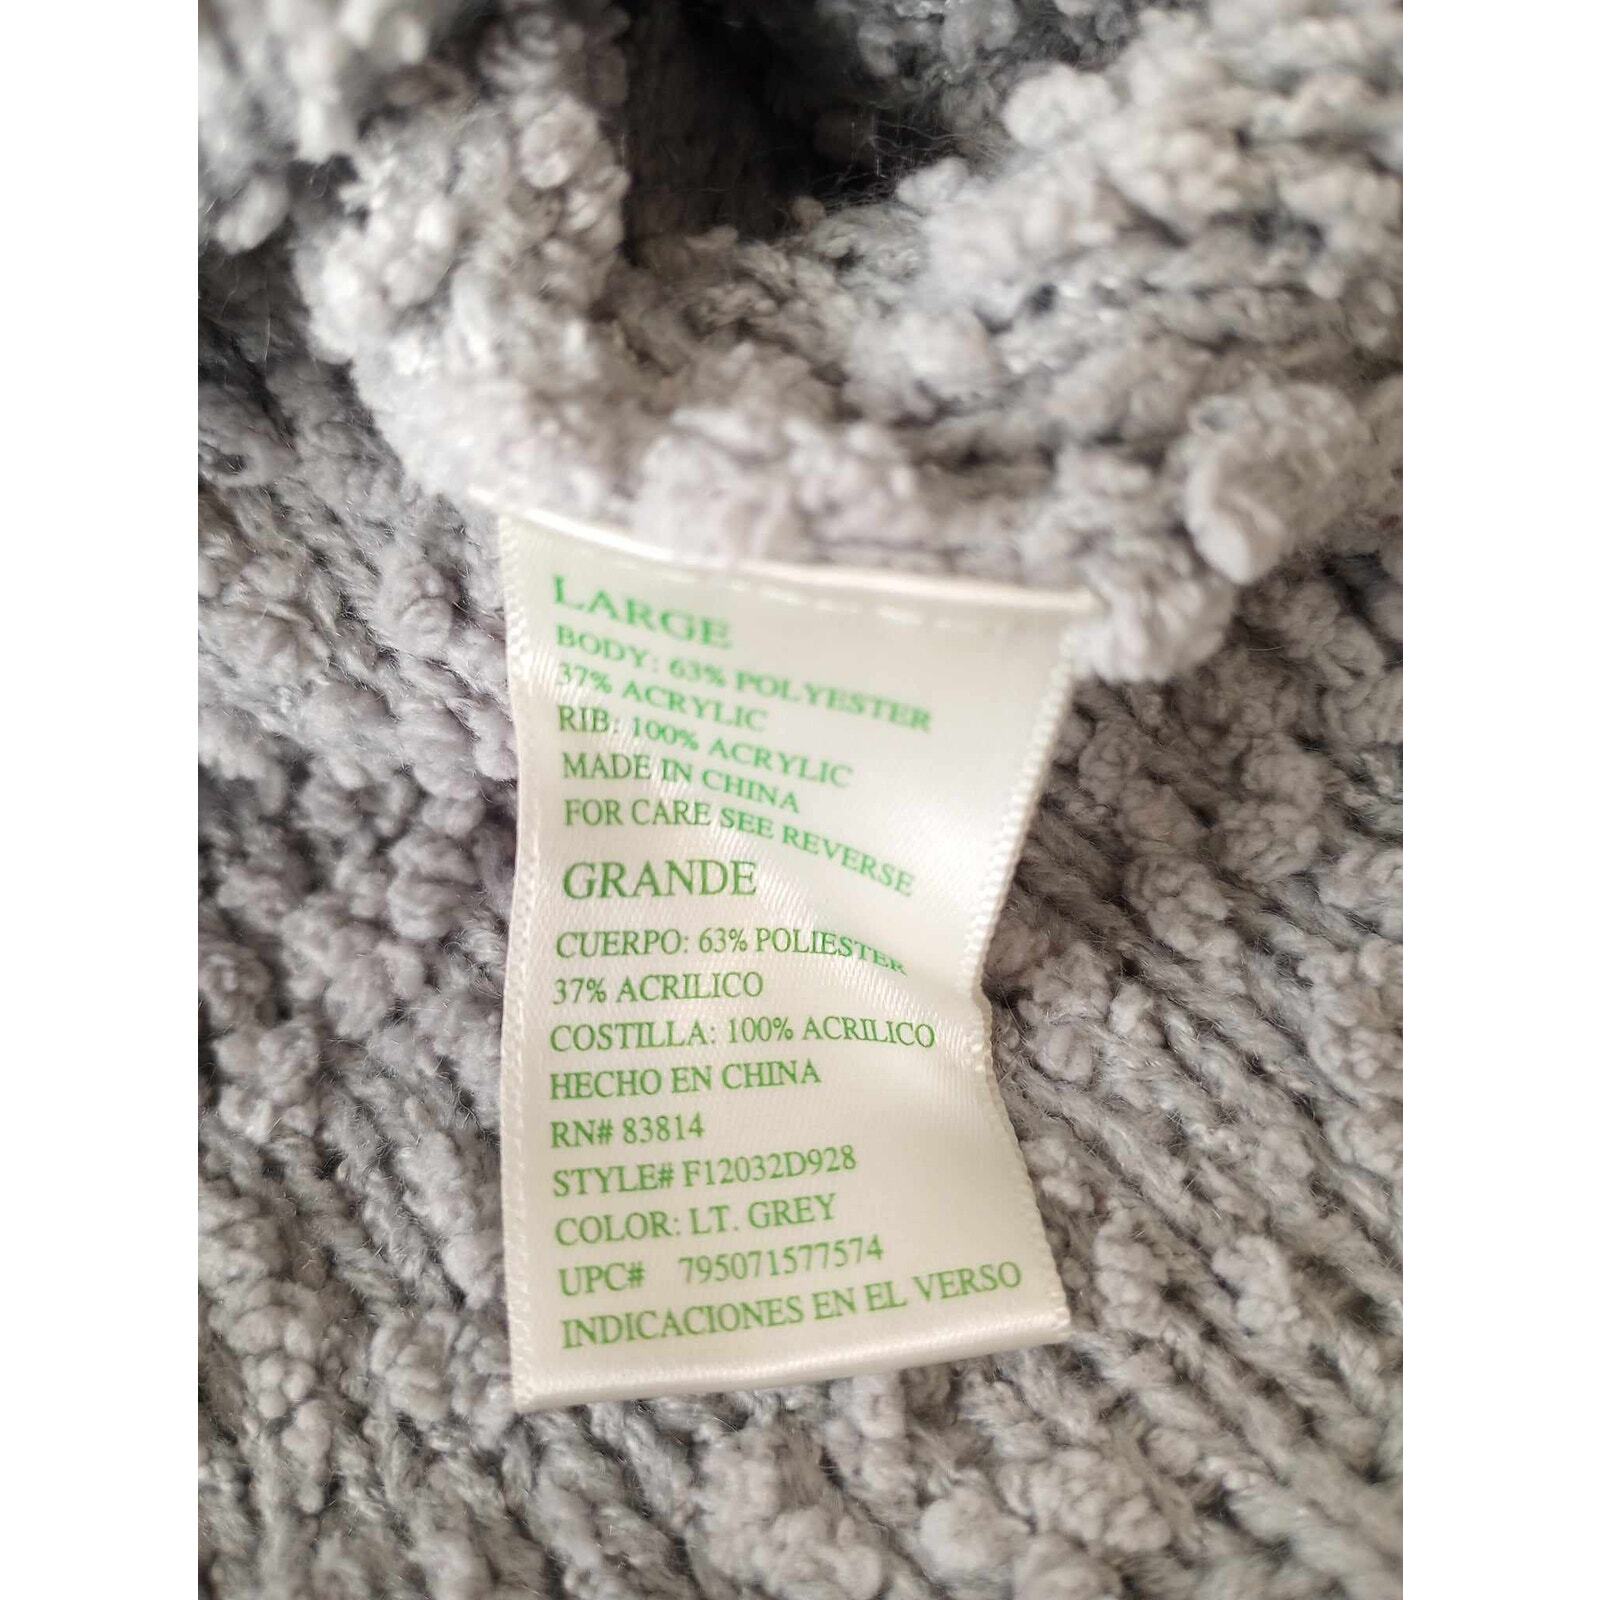 LARGE
BODY: 63% POLYESTER
37% ACRYLIC
RIB: 100% ACRYLIC
MADE IN CHINA
FOR CARE SEE REVERSE
GRANDE
CUERPO: 63% POLIESTER
37% ACRILICO
COSTILLA: 100% ACRILICO
HECHO EN CHINA
RN# 83814
STYLE# F12032D928
COLOR: LT. GREY
UPC# 795071577574
INDICACIONES EN EL VERSO